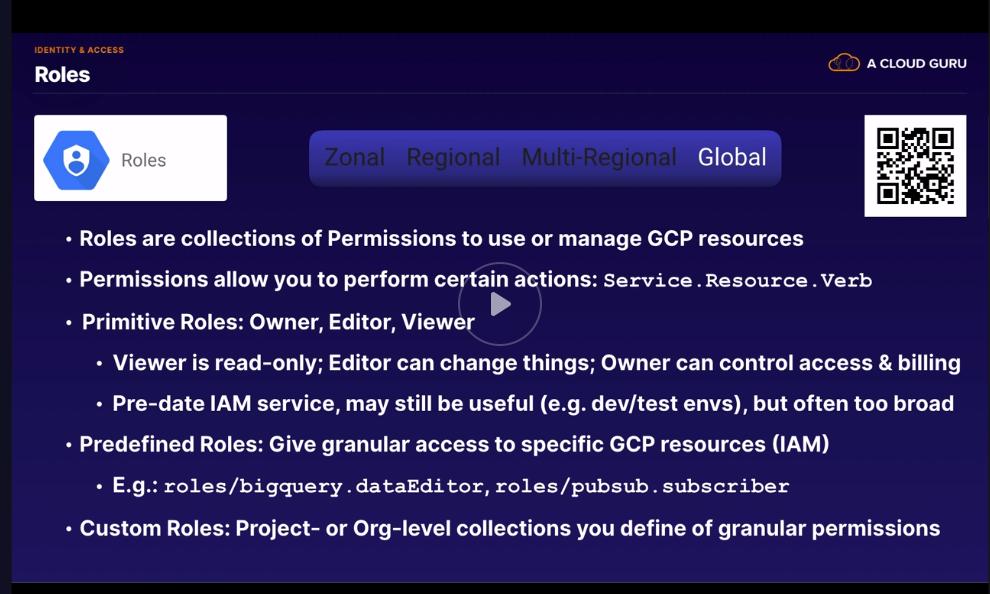 IDENTITY & ACCESS
Roles
A CLOUD GURU
Roles
Zonal Regional Multi-Regional Global
• Roles are collections of Permissions to use or manage GCP resources
• Permissions allow you to perform certain actions: Service.Resource.Verb
• Primitive Roles: Owner, Editor, Viewer
• Viewer is read-only; Editor can change things; Owner can control access & billing
• Pre-date IAM service, may still be useful (e.g. dev/test envs), but often too broad
• Predefined Roles: Give granular access to specific GCP resources (IAM)
• E.g.: roles/bigquery.dataEditor, roles/pubsub.subscriber
• Custom Roles: Project- or Org-level collections you define of granular permissions